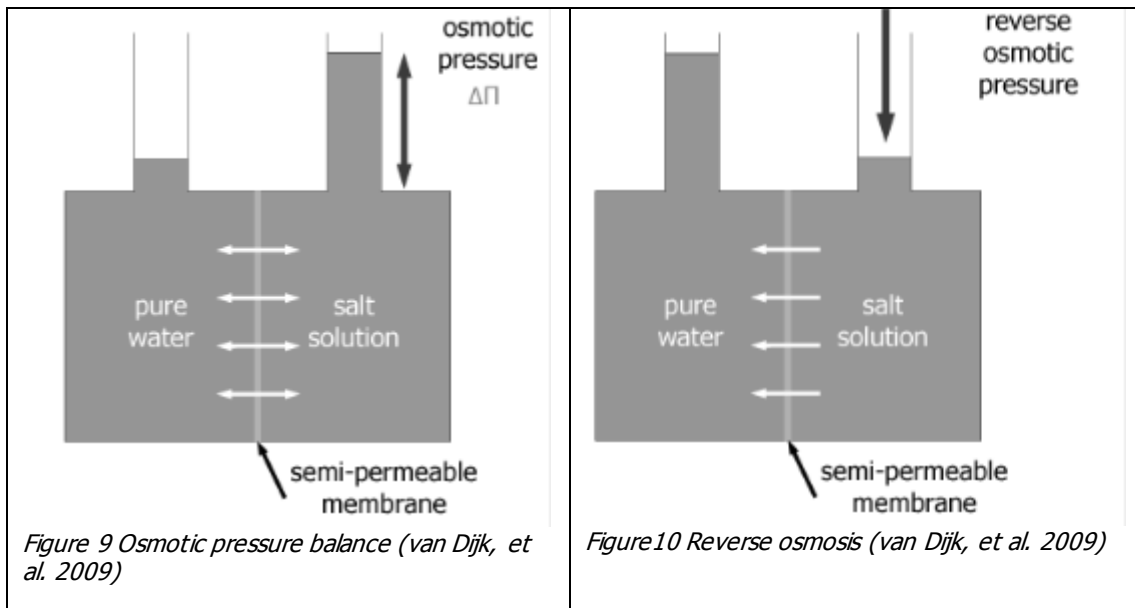 osmotic
pressure
ΔΠ
pure
water
salt
solution
semi-permeable
membrane
Figure 9 Osmotic pressure balance (van Dijk, et
al. 2009)
reverse
osmotic
pressure
pure
water
salt
solution
semi-permeable
membrane
Figure10 Reverse osmosis (van Dijk, et al. 2009)